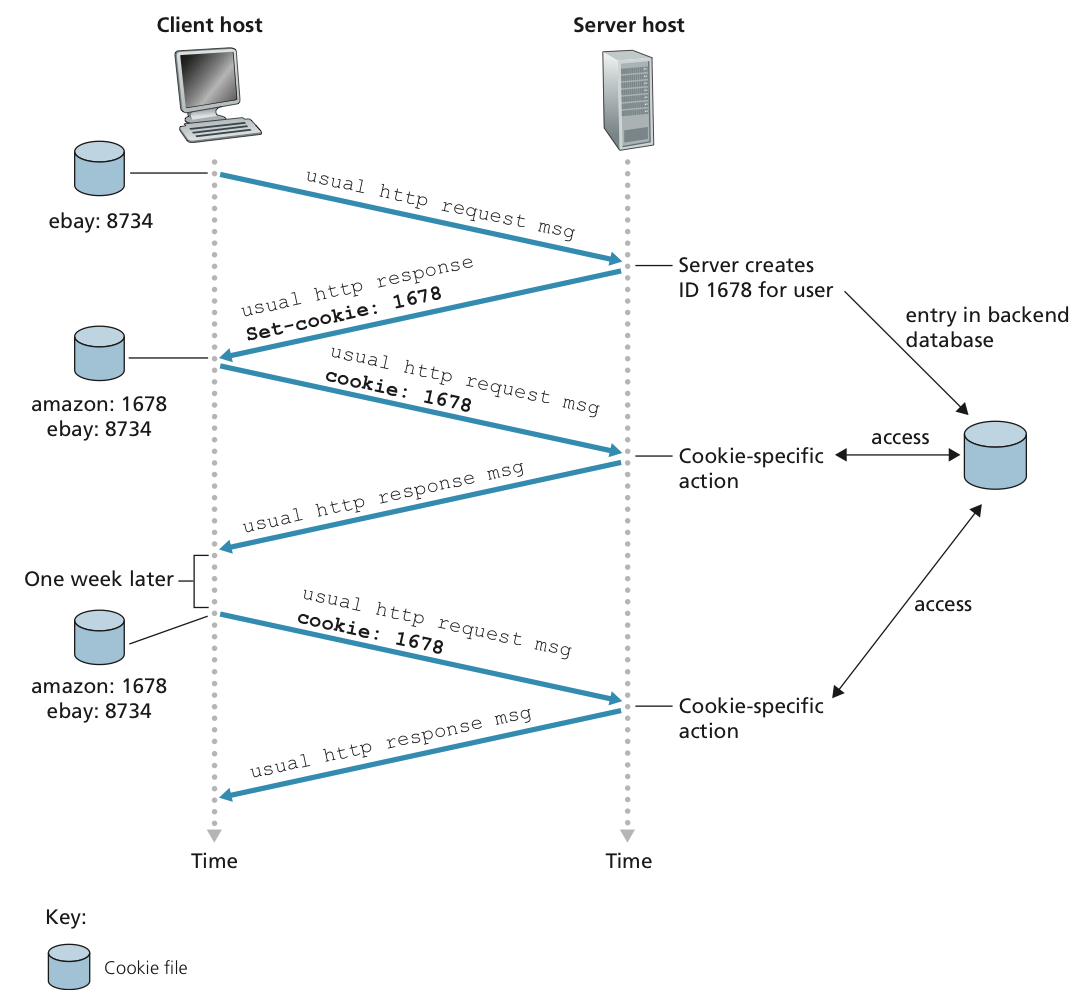 Client host
Server host
ebay: 8734
usual http request msg
Server creates
ID 1678 for user
usual http response
Set-cookie: 1678
entry in backend
database
amazon: 1678
ebay: 8734
usual http request msg
cookie: 1678
Cookie-specific
action
access
usual http response msg
One week later
amazon: 1678
ebay: 8734
usual http request msg
cookie: 1678
access
Cookie-specific
action
usual http response msg
Time
Time
Key:
Cookie file